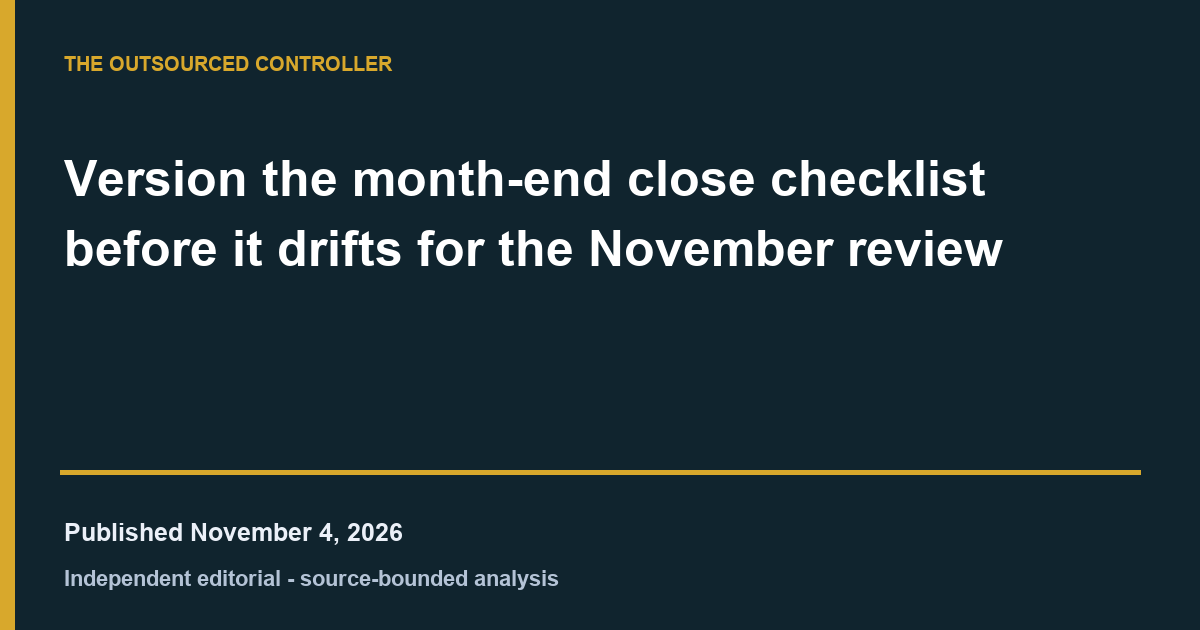 THE OUTSOURCED CONTROLLER
Version the month-end close checklist
before it drifts for the November review
Published November 4, 2026
Independent editorial - source-bounded analysis